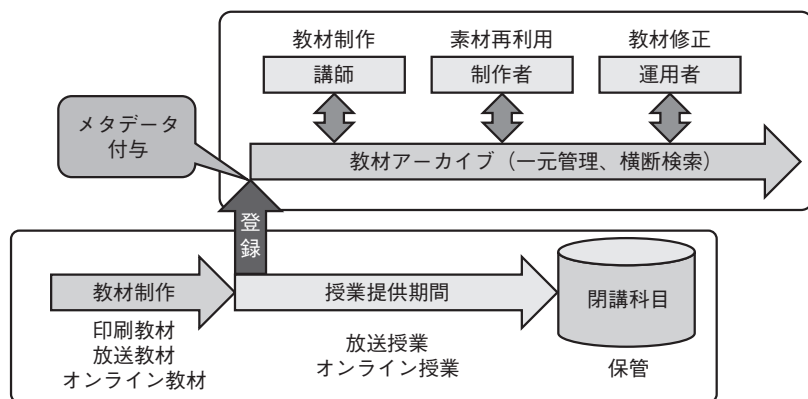 教材制作 素材再利用 教材修正
講師 制作者 運用者
メタデータ
付与
教材アーカイブ（一元管理、横断検索）
登録
教材制作 授業提供期間 閉講科目
印刷教材
放送教材
オンライン教材
放送授業
オンライン授業
保管